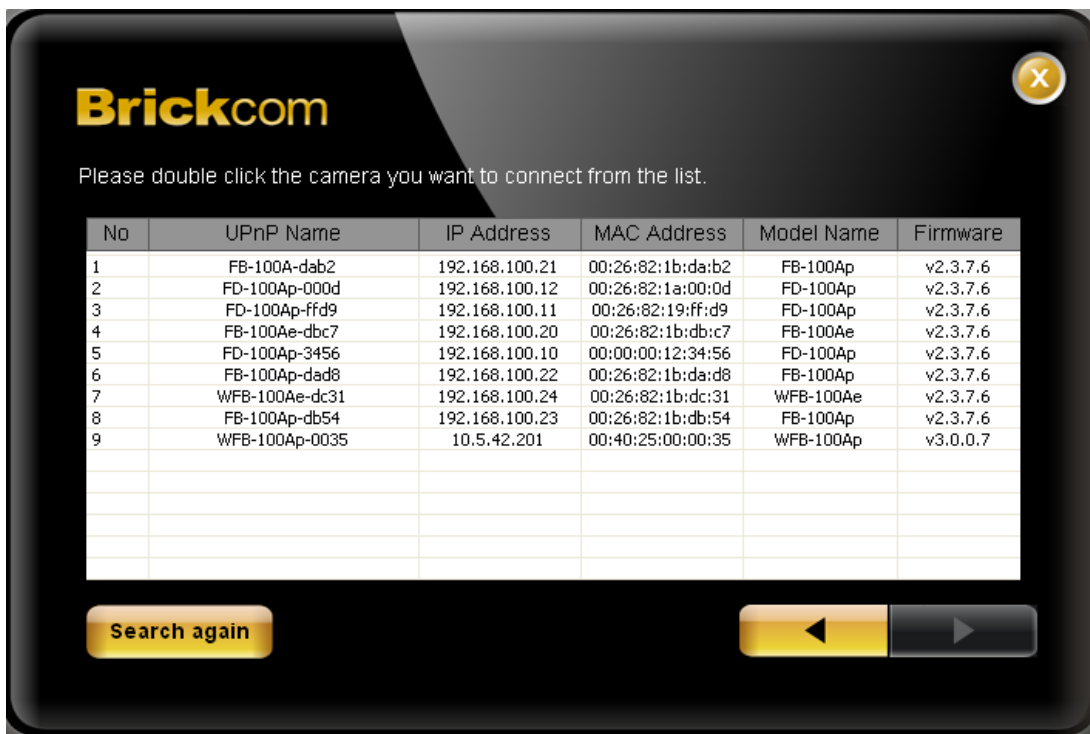 X
Brickcom
Please double click the camera you want to connect from the list.
No UPnP Name IP Address MAC Address Model Name Firmware
1 FB-100A-dab2 192.168.100.21 00:26:82:1b:da:b2 FB-100Ap v2.3.7.6
2 FD-100Ap-000d 192.168.100.12 00:26:82:1a:00:0d FD-100Ap v2.3.7.6
3 FD-100Ap-ffd9 192.168.100.11 00:26:82:19:ff:d9 FD-100Ap v2.3.7.6
4 FB-100Ae-dbc7 192.168.100.20 00:26:82:1b:db:c7 FB-100Ae v2.3.7.6
5 FD-100Ap-3456 192.168.100.10 00:00:00:12:34:56 FD-100Ap v2.3.7.6
6 FB-100Ap-dad8 192.168.100.22 00:26:82:1b:da:d8 FB-100Ap v2.3.7.6
7 WFB-100Ae-dc31 192.168.100.24 00:26:82:1b:dc:31 WFB-100Ae v2.3.7.6
8 FB-100Ap-db54 192.168.100.23 00:26:82:1b:db:54 FB-100Ap v2.3.7.6
9 WFB-100Ap-0035 10.5.42.201 00:40:25:00:00:35 WFB-100Ap v3.0.0.7
Search again